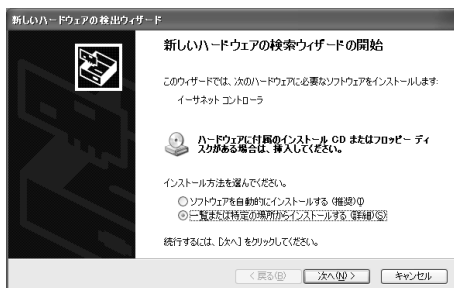 新しいハードウェアの検出ウィザード
新しいハードウェアの検索ウィザードの開始
このウィザードでは、次のハードウェアに必要なソフトウェアをインストールします:
イーサネット コントローラ
ハードウェアに付属のインストール CD またはフロッピー ディ
スクがある場合は、挿入してください。
インストール方法を選んでください。
ソフトウェアを自動的にインストールする (推奨)(I)
一覧または特定の場所からインストールする (詳細)(S)
続行するには、[次へ] をクリックしてください。
< 戻る(B) 次へ(N) > キャンセル